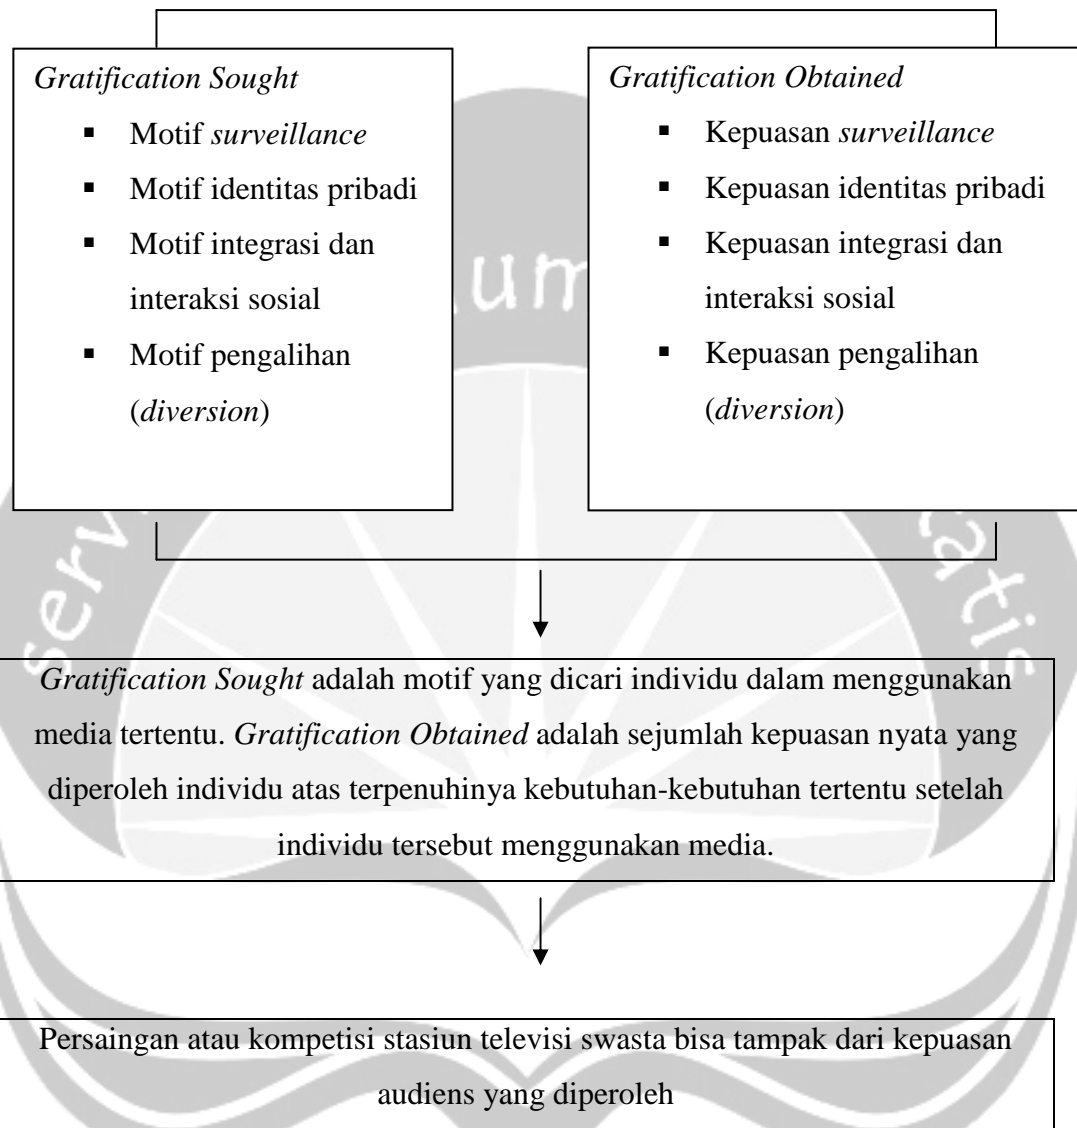 Gratification Sought
▪ Motif surveillance
▪ Motif identitas pribadi
▪ Motif integrasi dan
interaksi sosial
▪ Motif pengalihan
(diversion)
Gratification Obtained
▪ Kepuasan surveillance
▪ Kepuasan identitas pribadi
▪ Kepuasan integrasi dan
interaksi sosial
▪ Kepuasan pengalihan
(diversion)
Gratification Sought adalah motif yang dicari individu dalam menggunakan
media tertentu. Gratification Obtained adalah sejumlah kepuasan nyata yang
diperoleh individu atas terpenuhinya kebutuhan-kebutuhan tertentu setelah
individu tersebut menggunakan media.
Persaingan atau kompetisi stasiun televisi swasta bisa tampak dari kepuasan
audiens yang diperoleh